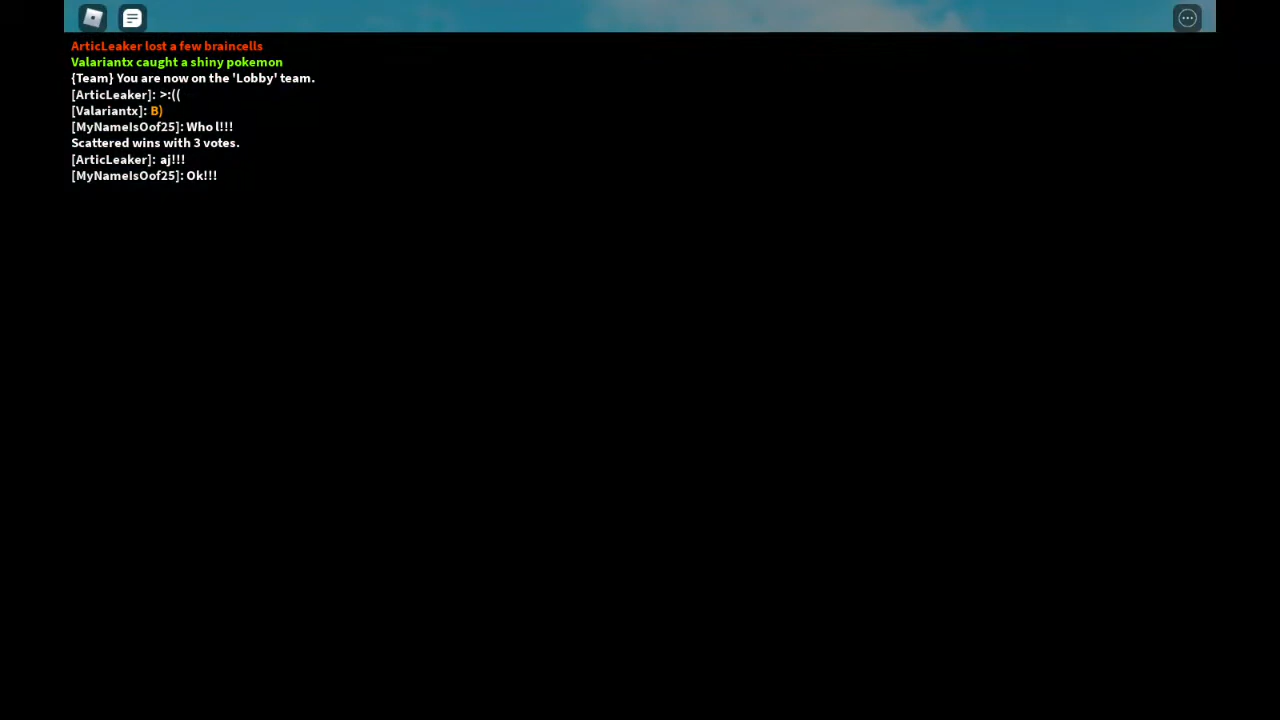 ArticLeaker lost a few braincells
Valariantx caught a shiny pokemon
{Team} You are now on the 'Lobby' team.
[ArticLeaker]: >:((
[Valariantx]: B)
[MyNameIsOof25]: Who l!!!
Scattered wins with 3 votes.
[ArticLeaker]: aj!!!
[MyNameIsOof25]: Ok!!!